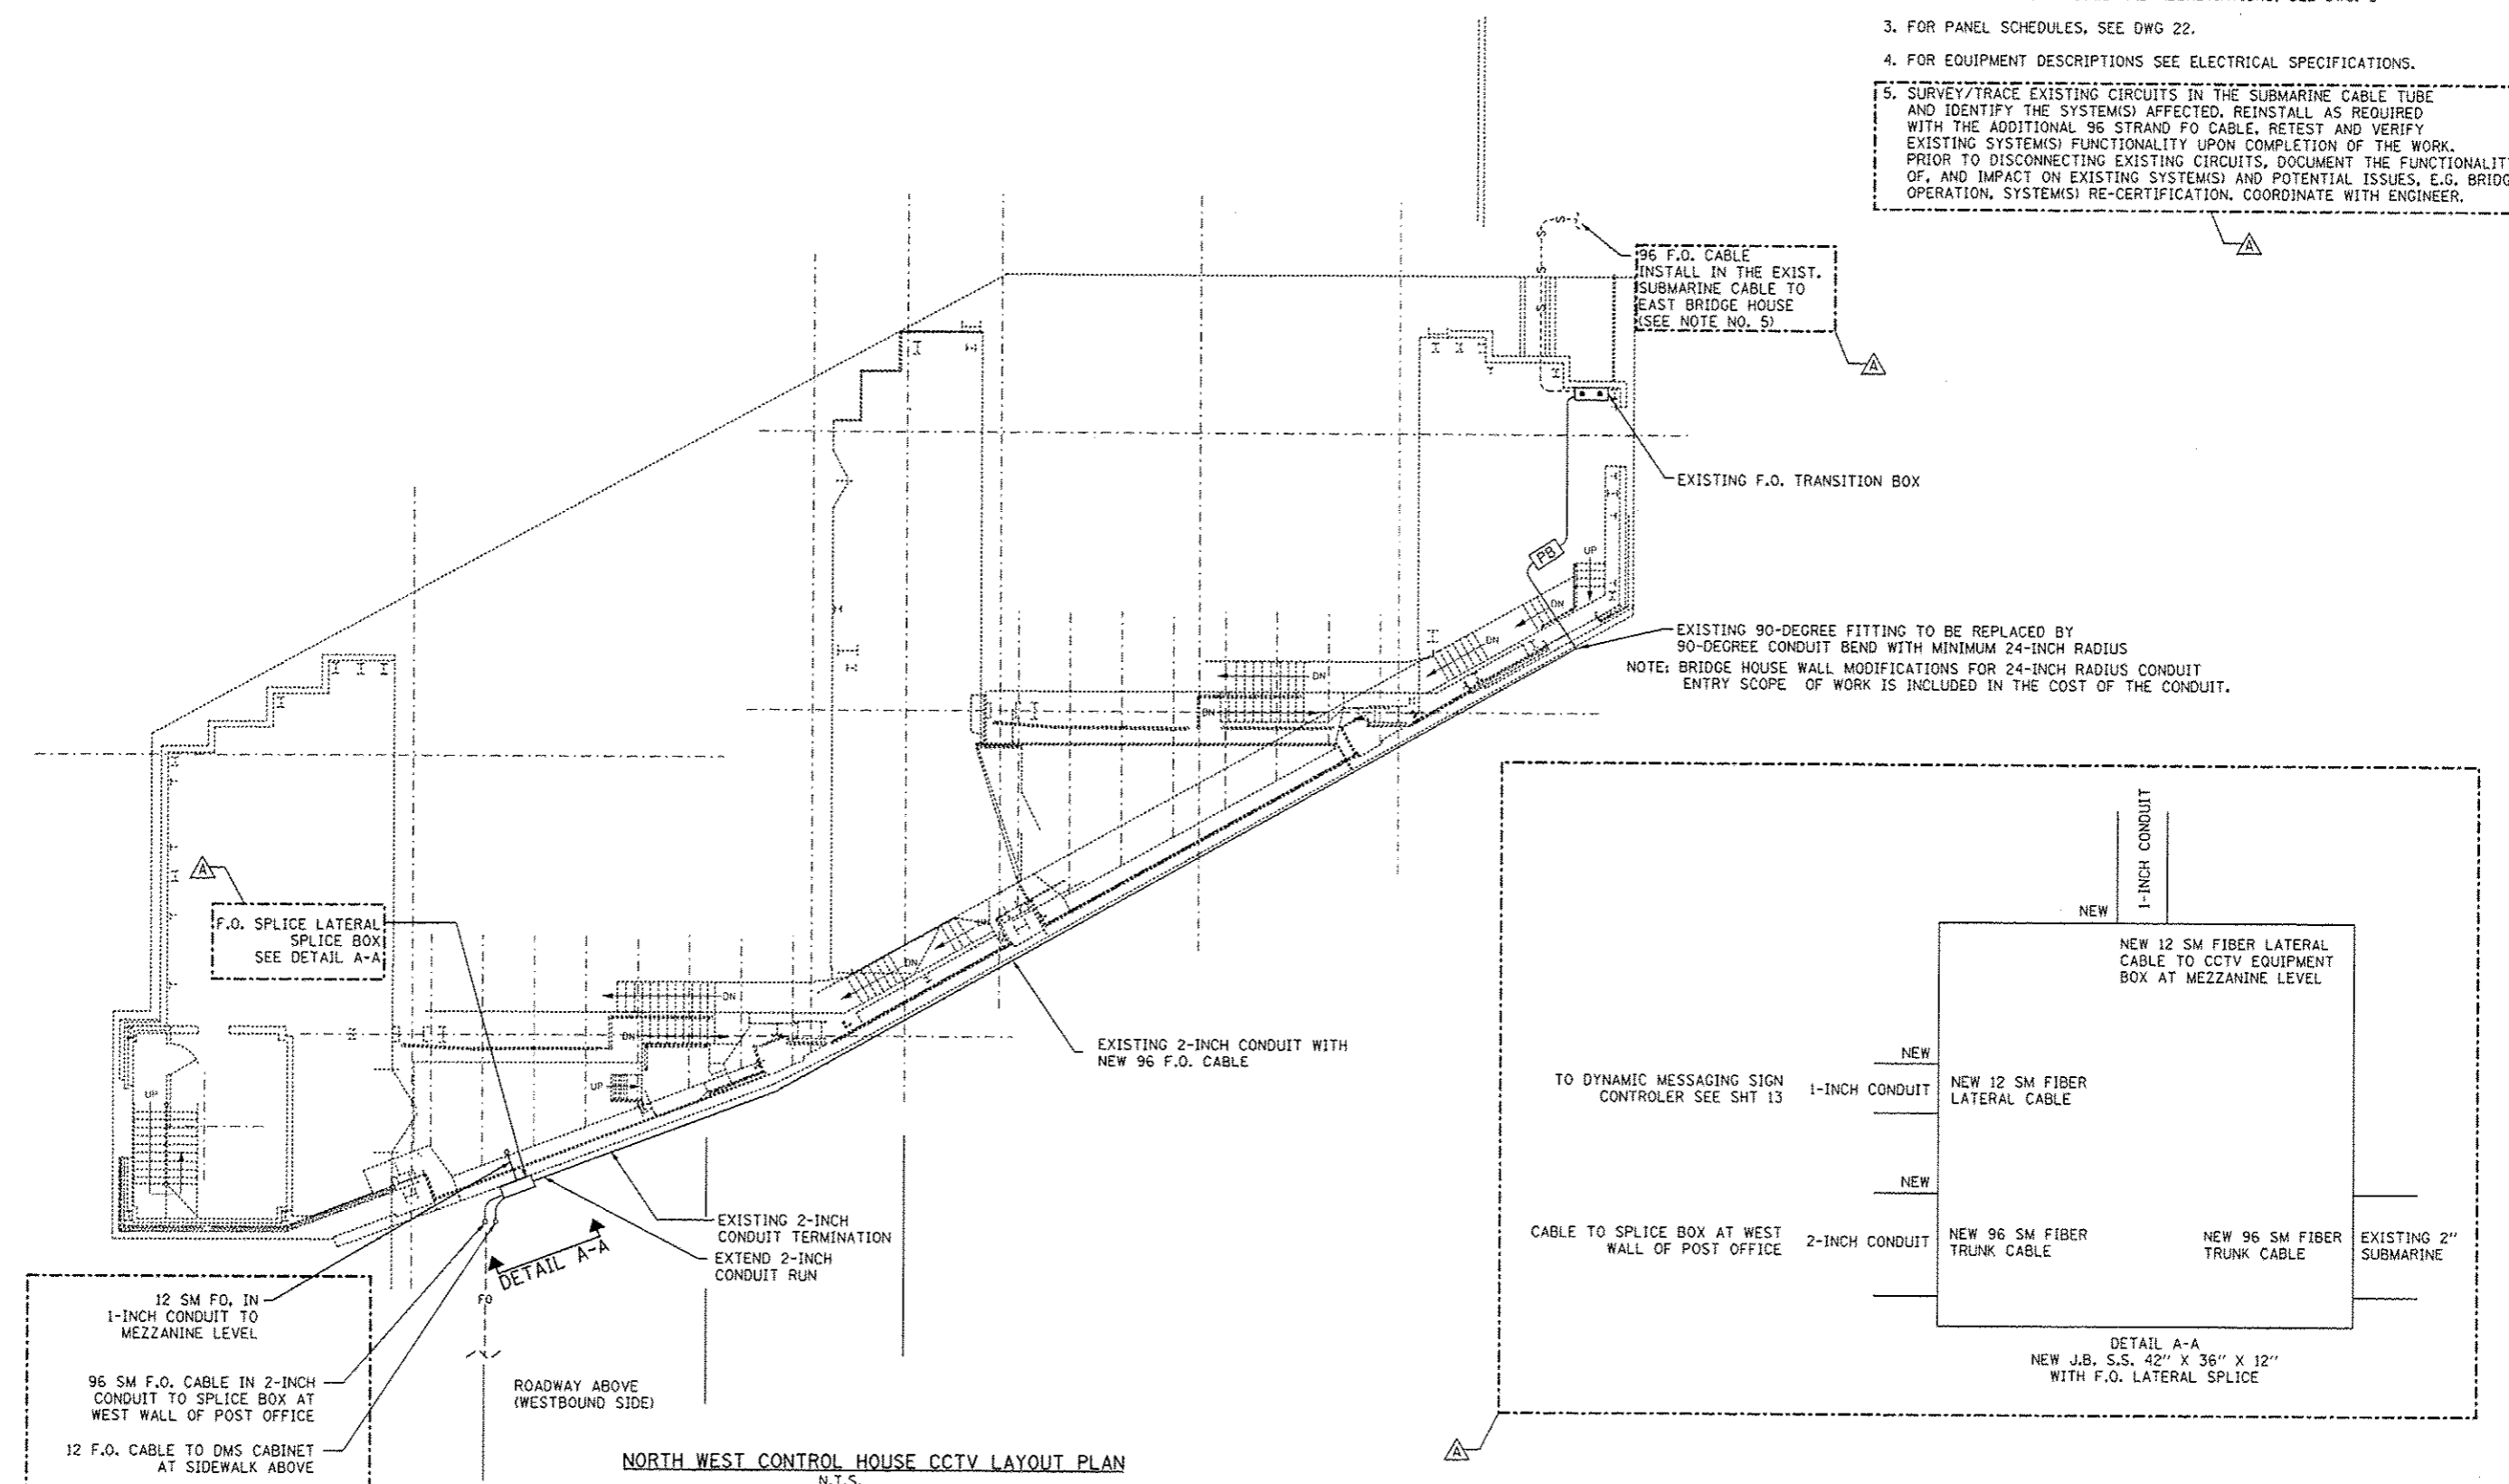 3. FOR PANEL SCHEDULES, SEE DWG 22.
4. FOR EQUIPMENT DESCRIPTIONS SEE ELECTRICAL SPECIFICATIONS.
5. SURVEY/TRACE EXISTING CIRCUITS IN THE SUBMARINE CABLE TUBE
AND IDENTIFY THE SYSTEM(S) AFFECTED. REINSTALL AS REQUIRED
WITH THE ADDITIONAL 96 STRAND FO CABLE. RETEST AND VERIFY
EXISTING SYSTEM(S) FUNCTIONALITY UPON COMPLETION OF THE WORK.
PRIOR TO DISCONNECTING EXISTING CIRCUITS, DOCUMENT THE FUNCTIONALIT
OF, AND IMPACT ON EXISTING SYSTEM(S) AND POTENTIAL ISSUES, E.G. BRIDG
OPERATION, SYSTEM(S) RE-CERTIFICATION. COORDINATE WITH ENGINEER.
A
S
S
S
S
96 F.O. CABLE
INSTALL IN THE EXIST.
SUBMARINE CABLE TO
EAST BRIDGE HOUSE
(SEE NOTE NO. 5)
A
EXISTING F.O. TRANSITION BOX
PB
UP
DN
DN
EXISTING 90-DEGREE FITTING TO BE REPLACED BY
90-DEGREE CONDUIT BEND WITH MINIMUM 24-INCH RADIUS
NOTE: BRIDGE HOUSE WALL MODIFICATIONS FOR 24-INCH RADIUS CONDUIT
ENTRY SCOPE OF WORK IS INCLUDED IN THE COST OF THE CONDUIT.
DN
DN
A
F.O. SPLICE LATERAL
SPLICE BOX
SEE DETAIL A-A
UP
DN
DN
DN
UP
UP
EXISTING 2-INCH CONDUIT WITH
NEW 96 F.O. CABLE
EXISTING 2-INCH
CONDUIT TERMINATION
EXTEND 2-INCH
CONDUIT RUN
DETAIL A-A
FO
12 SM FO. IN
1-INCH CONDUIT TO
MEZZANINE LEVEL
96 SM F.O. CABLE IN 2-INCH
CONDUIT TO SPLICE BOX AT
WEST WALL OF POST OFFICE
12 F.O. CABLE TO DMS CABINET
AT SIDEWALK ABOVE
ROADWAY ABOVE
(WESTBOUND SIDE)
NORTH WEST CONTROL HOUSE CCTV LAYOUT PLAN
N.T.S.
1-INCH CONDUIT
NEW
NEW 12 SM FIBER LATERAL
CABLE TO CCTV EQUIPMENT
BOX AT MEZZANINE LEVEL
NEW
TO DYNAMIC MESSAGING SIGN
CONTROLER SEE SHT 13
1-INCH CONDUIT
NEW 12 SM FIBER
LATERAL CABLE
NEW
CABLE TO SPLICE BOX AT WEST
WALL OF POST OFFICE
2-INCH CONDUIT
NEW 96 SM FIBER
TRUNK CABLE
NEW 96 SM FIBER
TRUNK CABLE
EXISTING 2"
SUBMARINE
DETAIL A-A
NEW J.B. S.S. 42" X 36" X 12"
WITH F.O. LATERAL SPLICE
A